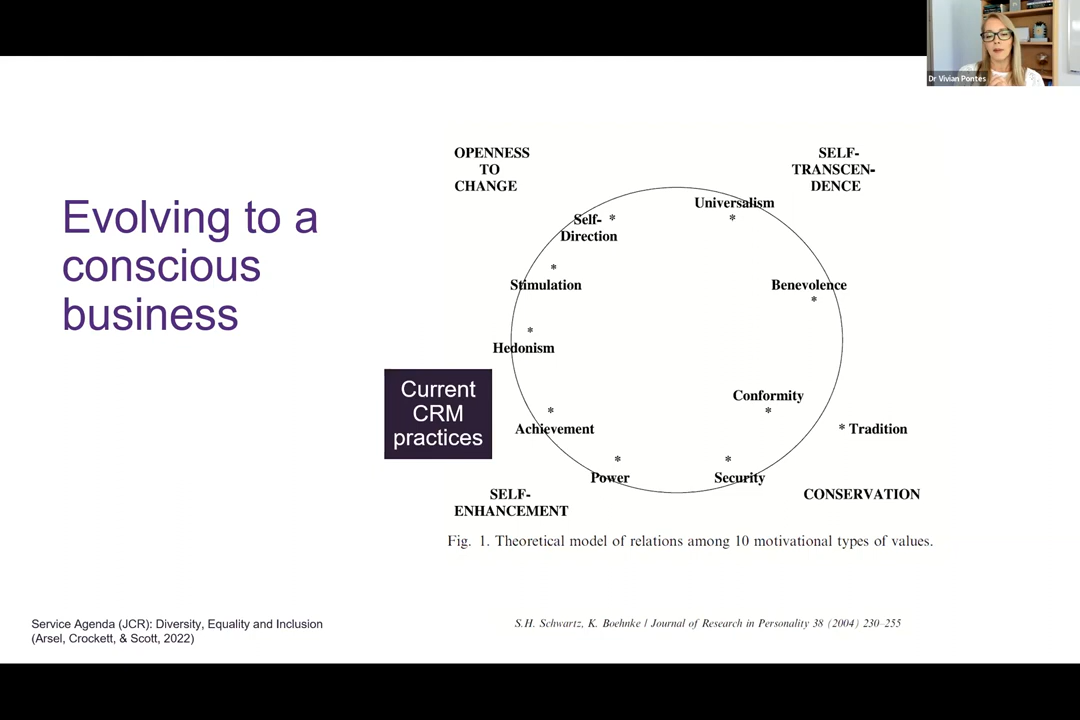 Dr Vivian Pontes
Evolving to a
conscious
business
OPENNESS
TO
CHANGE
SELF-
TRANSCEN-
DENCE
Universalism
*
Self- *
Direction
*
Stimulation
Benevolence
*
*
Hedonism
Current
CRM
practices
Conformity
*
*
Achievement
* Tradition
*
Power
*
Security
SELF-
ENHANCEMENT
CONSERVATION
Fig. 1. Theoretical model of relations among 10 motivational types of values.
Service Agenda (JCR): Diversity, Equality and Inclusion
(Arsel, Crockett, & Scott, 2022)
S.H. Schwartz, K. Boehnke / Journal of Research in Personality 38 (2004) 230–255